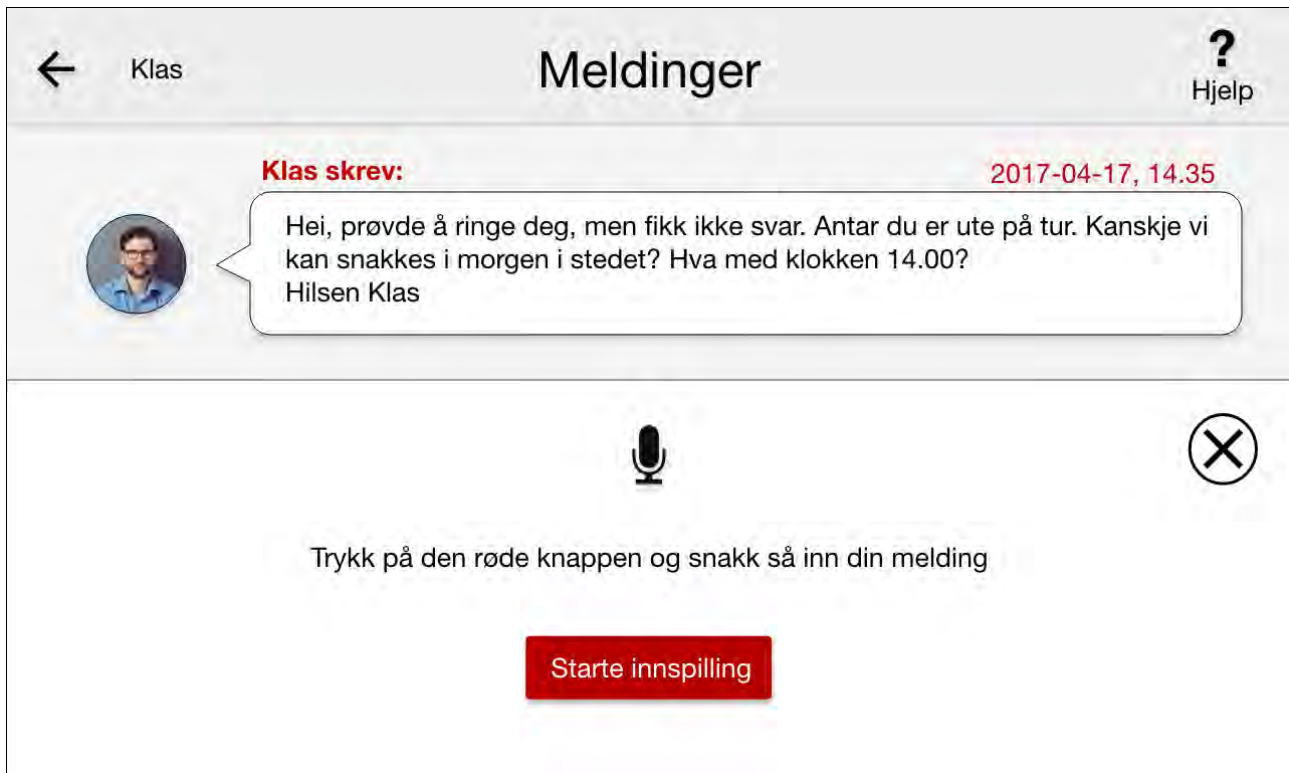 Klas
Meldinger
?
Hjelp
Klas skrev:
2017-04-17, 14.35
Hei, prøvde å ringe deg, men fikk ikke svar. Antar du er ute på tur. Kanskje vi
kan snakkes i morgen i stedet? Hva med klokken 14.00?
Hilsen Klas
Trykk på den røde knappen og snakk så inn din melding
Starte innspilling